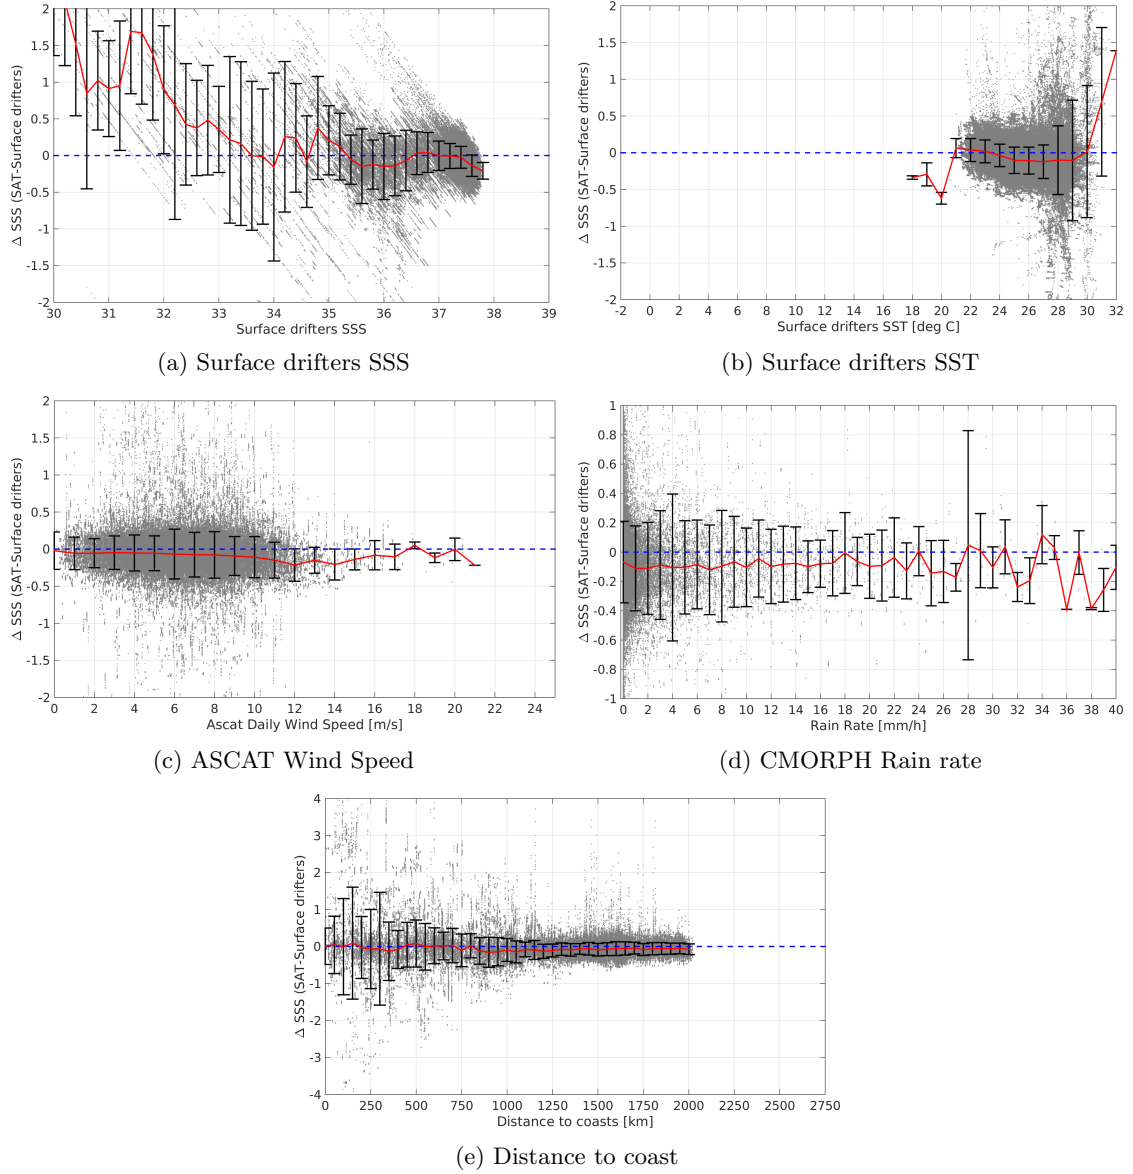 2
1.5
1
0.5
0
-0.5
-1
-1.5
-2
Δ SSS (SAT-Surface drifters)
30 31 32 33 34 35 36 37 38 39
Surface drifters SSS
(a) Surface drifters SSS
2
1.5
1
0.5
0
-0.5
-1
-1.5
-2
Δ SSS (SAT-Surface drifters)
-2 0 2 4 6 8 10 12 14 16 18 20 22 24 26 28 30 32
Surface drifters SST [deg C]
(b) Surface drifters SST
2
1.5
1
0.5
0
-0.5
-1
-1.5
-2
Δ SSS (SAT-Surface drifters)
0 2 4 6 8 10 12 14 16 18 20 22 24
Ascat Daily Wind Speed [m/s]
(c) ASCAT Wind Speed
1
0.8
0.6
0.4
0.2
0
-0.2
-0.4
-0.6
-0.8
-1
Δ SSS (SAT-Surface drifters)
0 2 4 6 8 10 12 14 16 18 20 22 24 26 28 30 32 34 36 38 40
Rain Rate [mm/h]
(d) CMORPH Rain rate
4
3
2
1
0
-1
-2
-3
-4
Δ SSS (SAT-Surface drifters)
0 250 500 750 1000 1250 1500 1750 2000 2250 2500 2750
Distance to coasts [km]
(e) Distance to coast